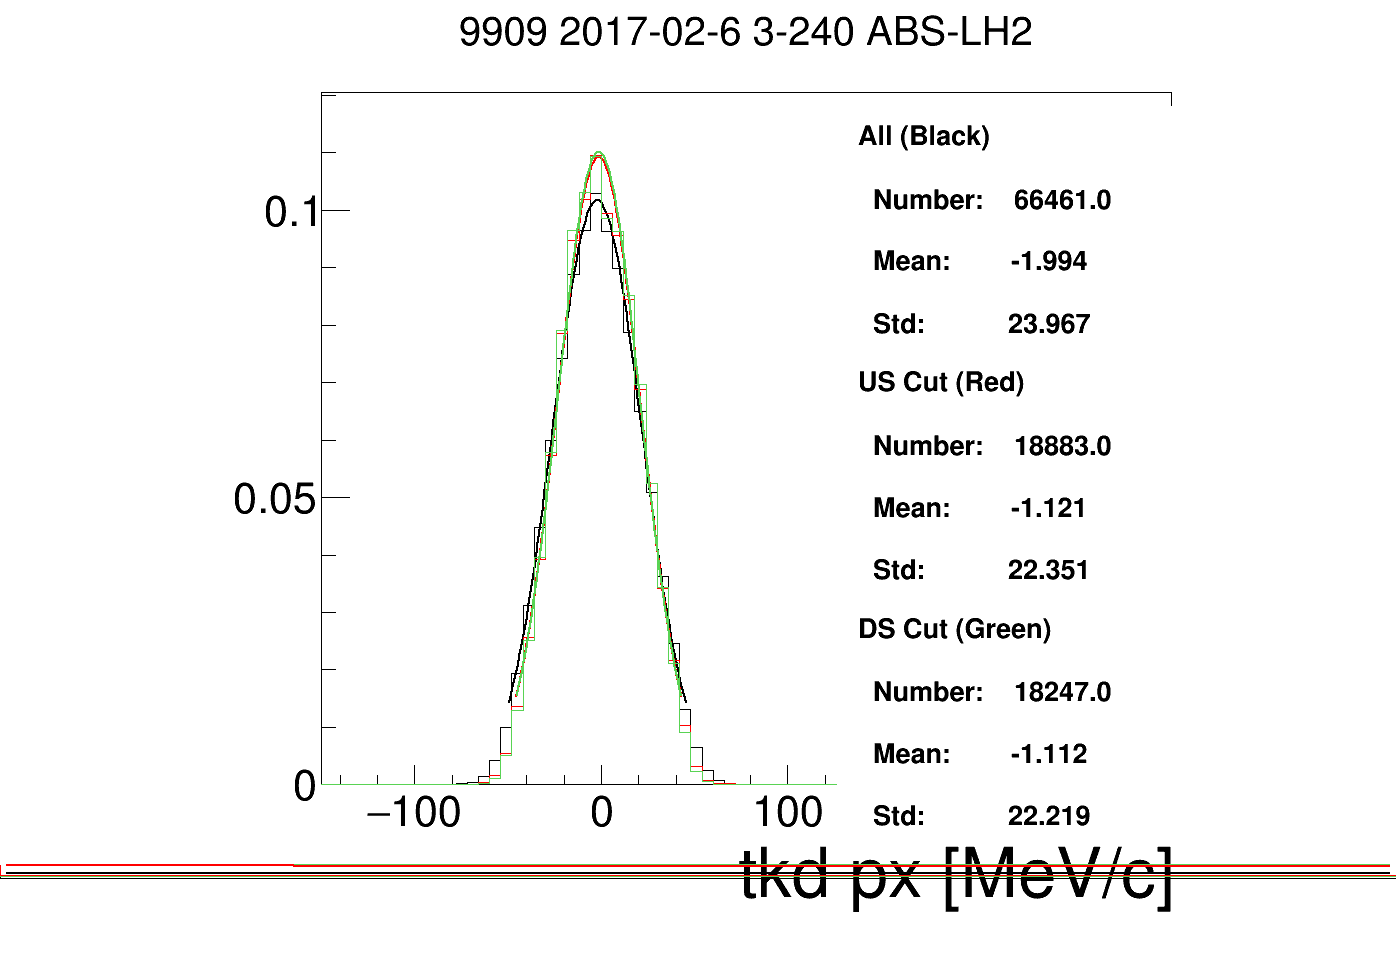 9909 2017-02-6 3-240 ABS-LH2
All (Black)
Number: 66461.0
Mean: -1.994
Std: 23.967
US Cut (Red)
Number: 18883.0
Mean: -1.121
Std: 22.351
DS Cut (Green)
Number: 18247.0
Mean: -1.112
Std: 22.219
0.1
0.05
0
−100 0 100
tkd px [MeV/c]